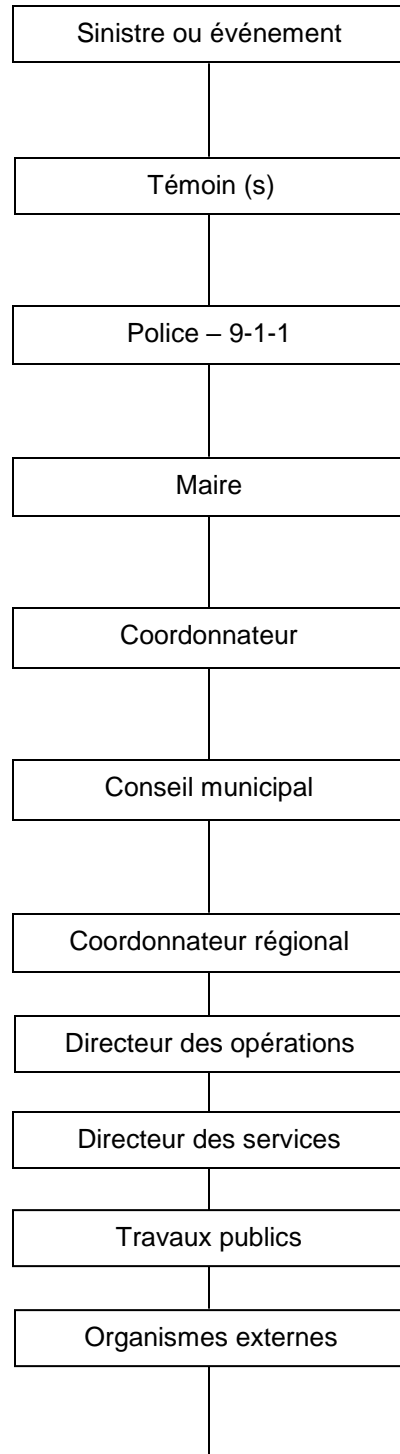 Sinistre ou événement
Témoin (s)
Police – 9-1-1
Maire
Coordonnateur
Conseil municipal
Coordonnateur régional
Directeur des opérations
Directeur des services
Travaux publics
Organismes externes